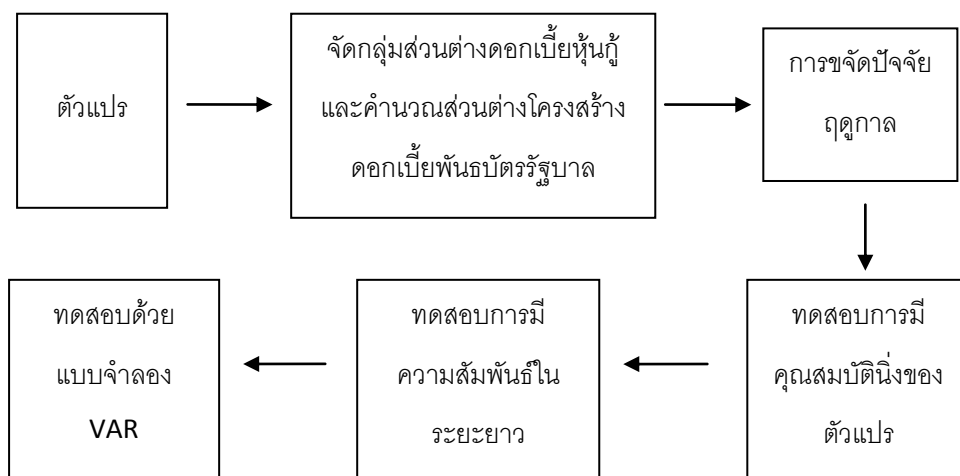 ตัวแปร
จัดกลุ่มส่วนต่างดอกเบี้ยหุ้นกู้
และคำนวณส่วนต่างโครงสร้าง
ดอกเบี้ยพันธบัตรรัฐบาล
การขจัดปัจจัย
ฤดูกาล
ทดสอบการมี
คุณสมบัตินิ่งของ
ตัวแปร
ทดสอบการมี
ความสัมพันธ์ใน
ระยะยาว
ทดสอบด้วย
แบบจำลอง
VAR